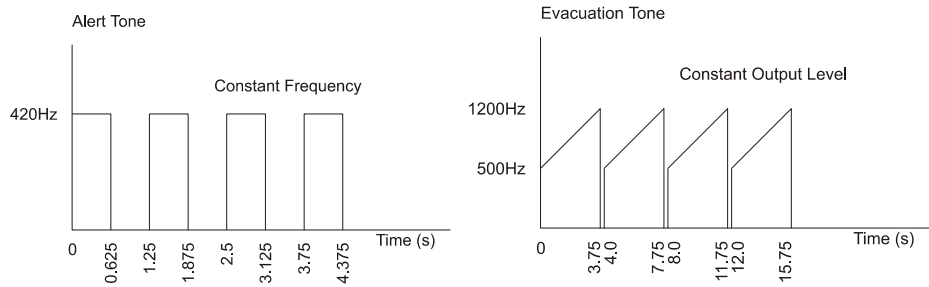 Alert Tone
Constant Frequency
420Hz
0 0.625 1.25 1.875 2.5 3.125 3.75 4.375
Time (s)
Evacuation Tone
Constant Output Level
1200Hz
500Hz
0 3.75 4.0 7.75 8.0 11.75 12.0 15.75
Time (s)